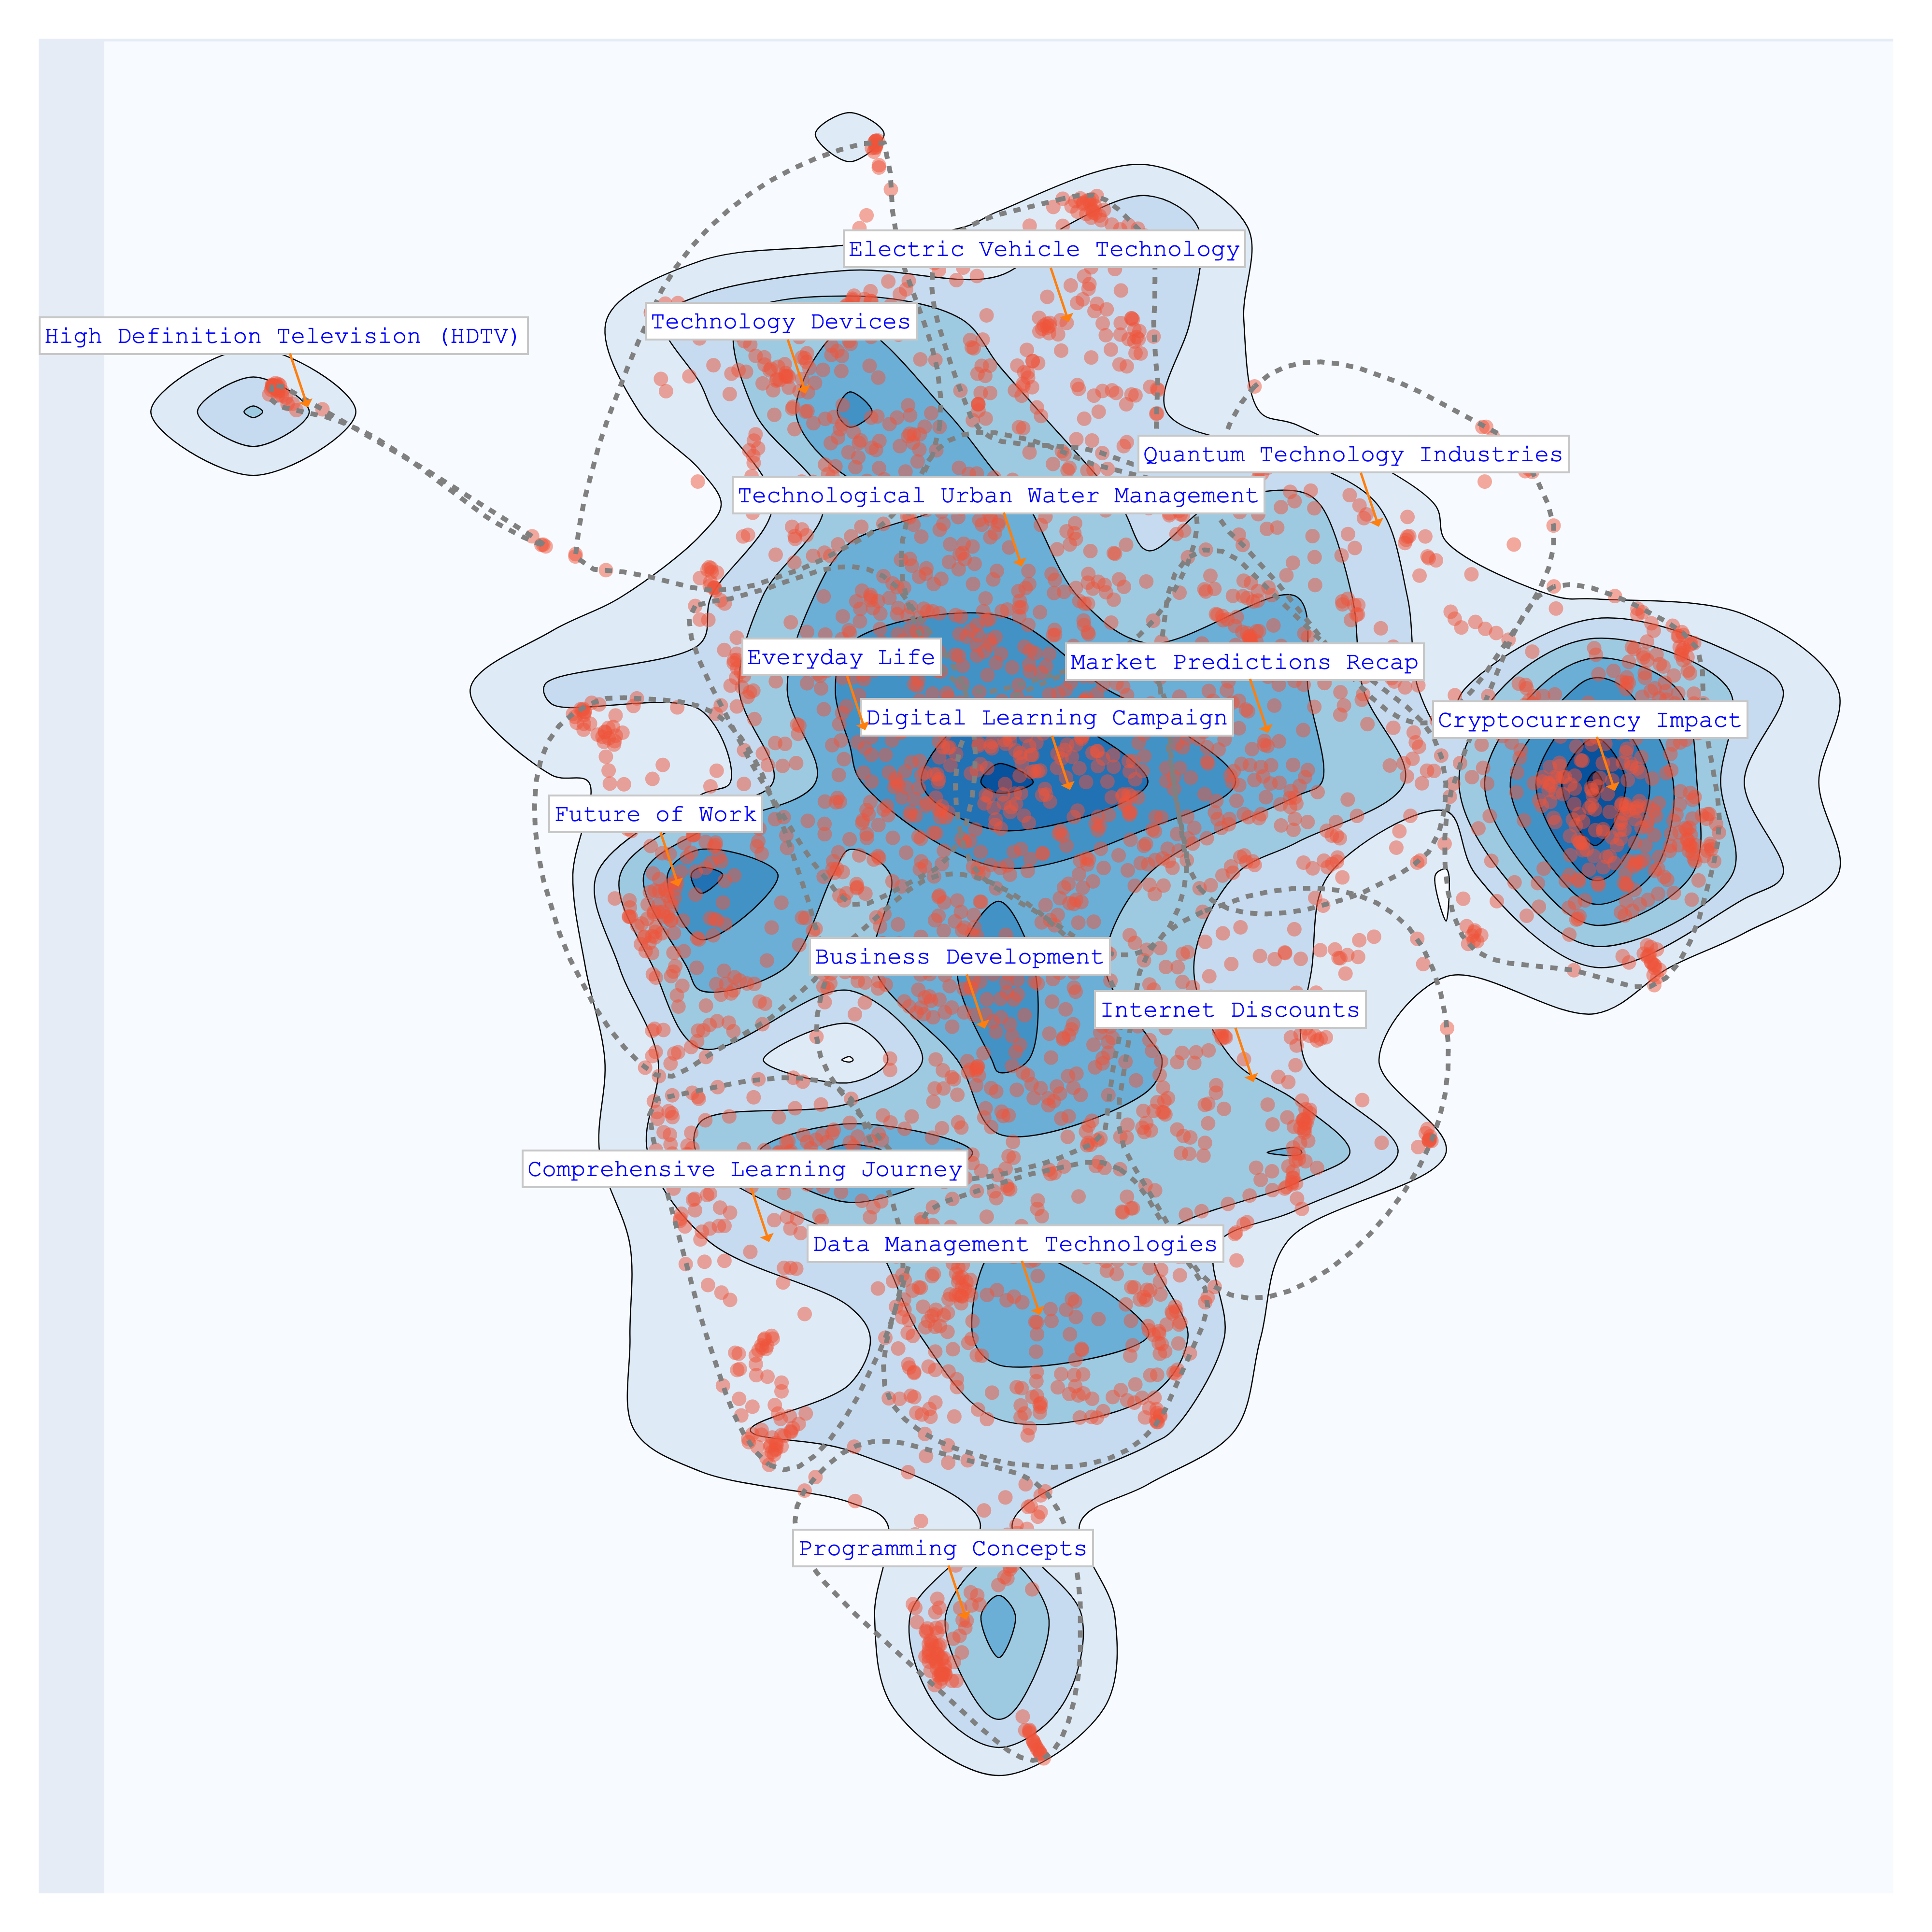 Electric Vehicle Technology
Technology Devices
High Definition Television (HDTV)
Quantum Technology Industries
Technological Urban Water Management
Everyday Life
Market Predictions Recap
Digital Learning Campaign
Cryptocurrency Impact
Future of Work
Business Development
Internet Discounts
Comprehensive Learning Journey
Data Management Technologies
Programming Concepts